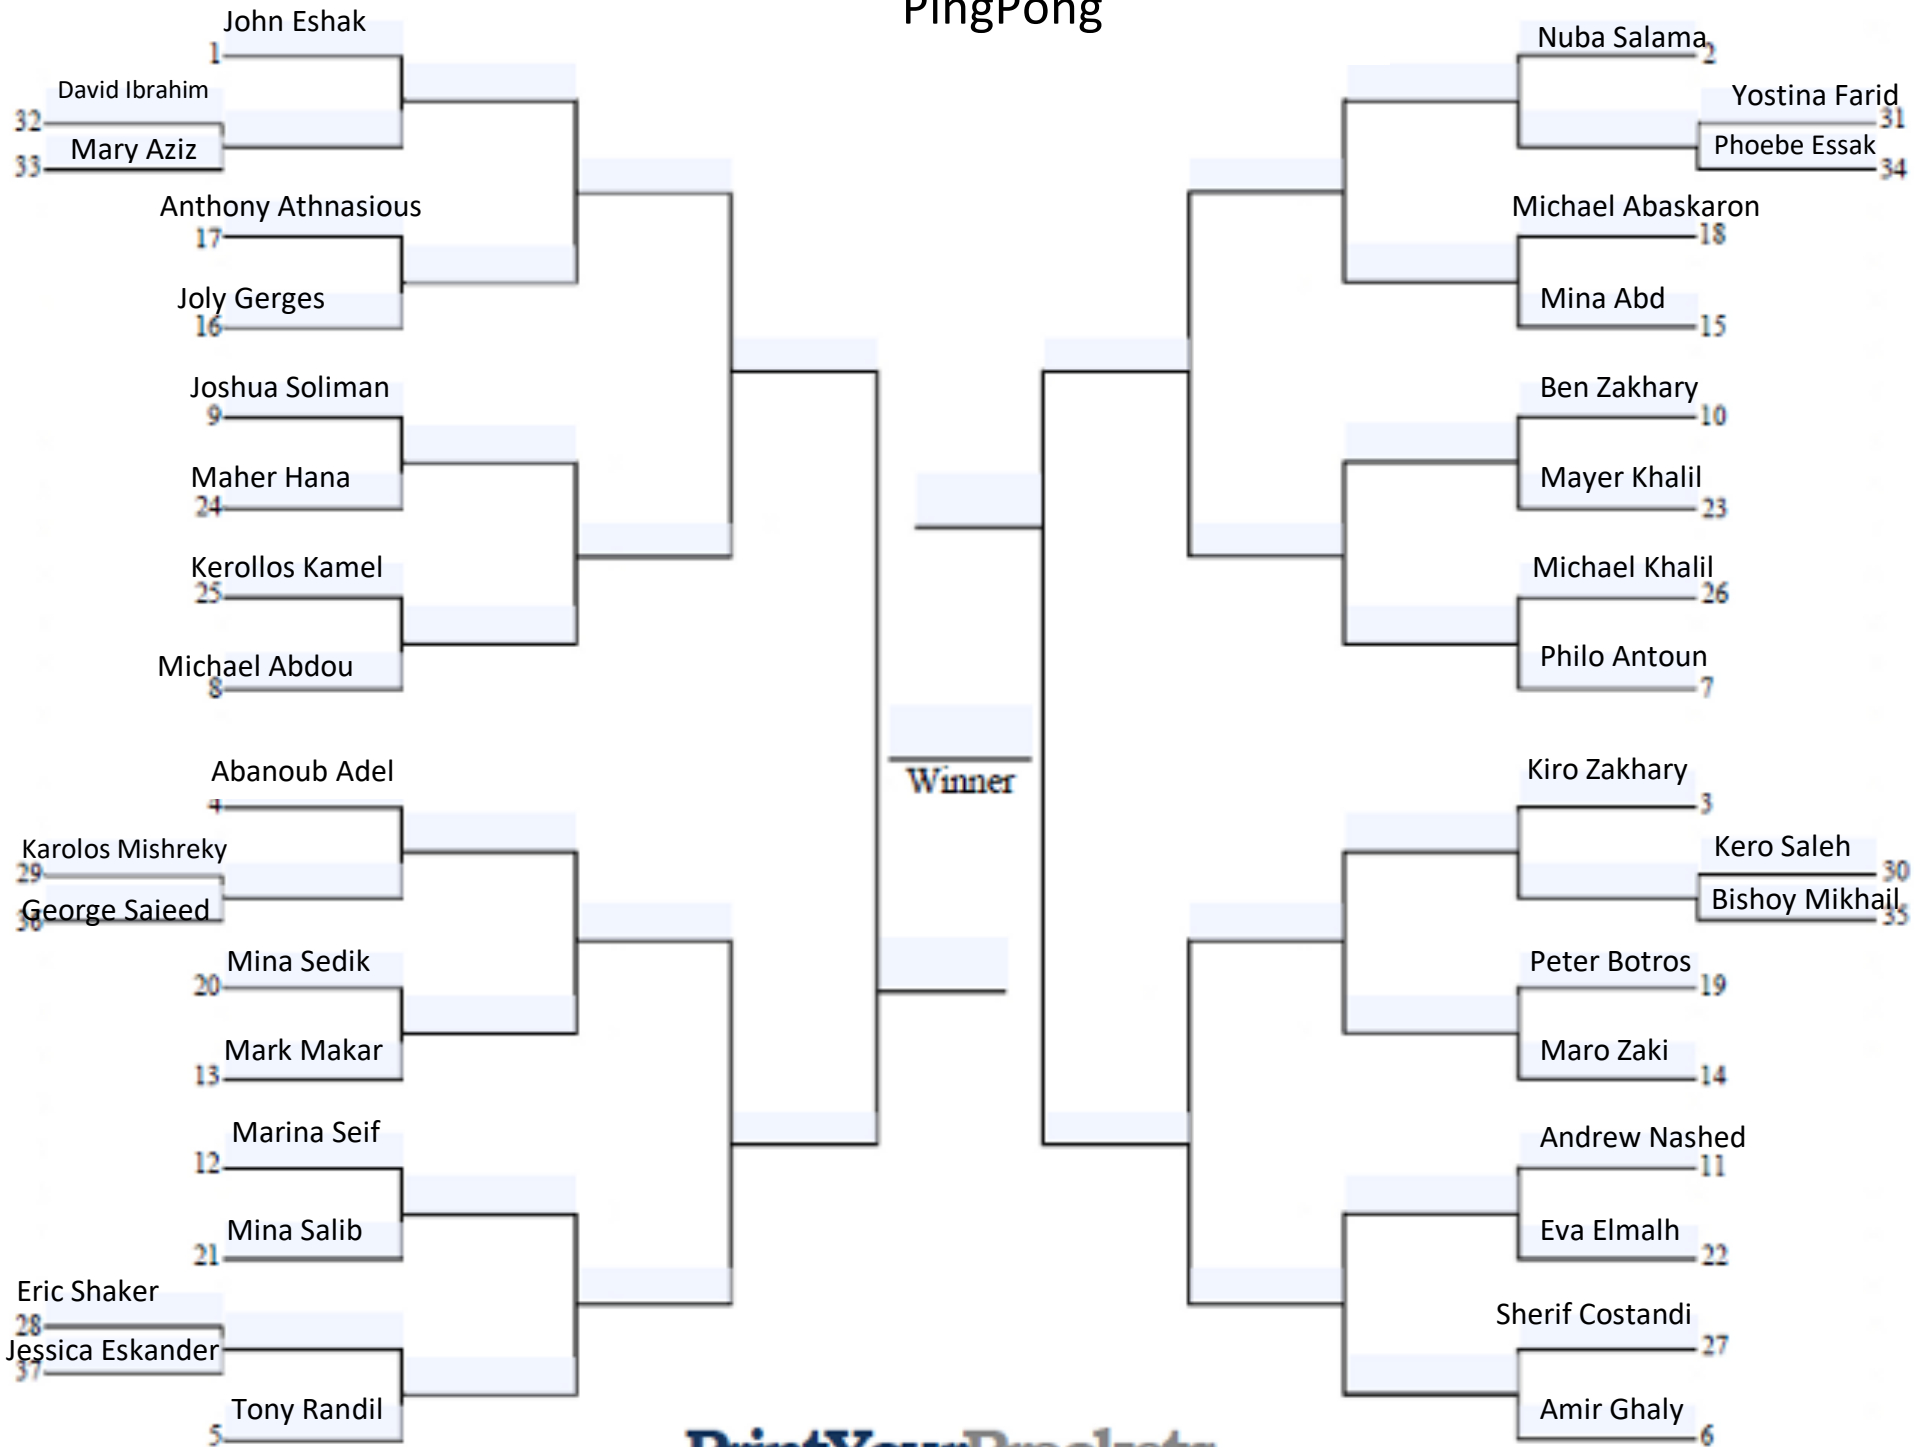 PingPong
John Eshak
1
David Ibrahim
32
Mary Aziz
33
Anthony Athnasious
17
Joly Gerges
16
Joshua Soliman
9
Maher Hana
24
Kerollos Kamel
25
Michael Abdou
8
Abanoub Adel
4
Karolos Mishreky
29
George Saieed
36
Mina Sedik
20
Mark Makar
13
Marina Seif
12
Mina Salib
21
Eric Shaker
28
Jessica Eskander
37
Tony Randil
5
Winner
Nuba Salama
2
Yostina Farid
31
Phoebe Essak
34
Michael Abaskaron
18
Mina Abd
15
Ben Zakhary
10
Mayer Khalil
23
Michael Khalil
26
Philo Antoun
7
Kiro Zakhary
3
Kero Saleh
30
Bishoy Mikhail
35
Peter Botros
19
Maro Zaki
14
Andrew Nashed
11
Eva Elmalh
22
Sherif Costandi
27
Amir Ghaly
6
PrintYourBrackets